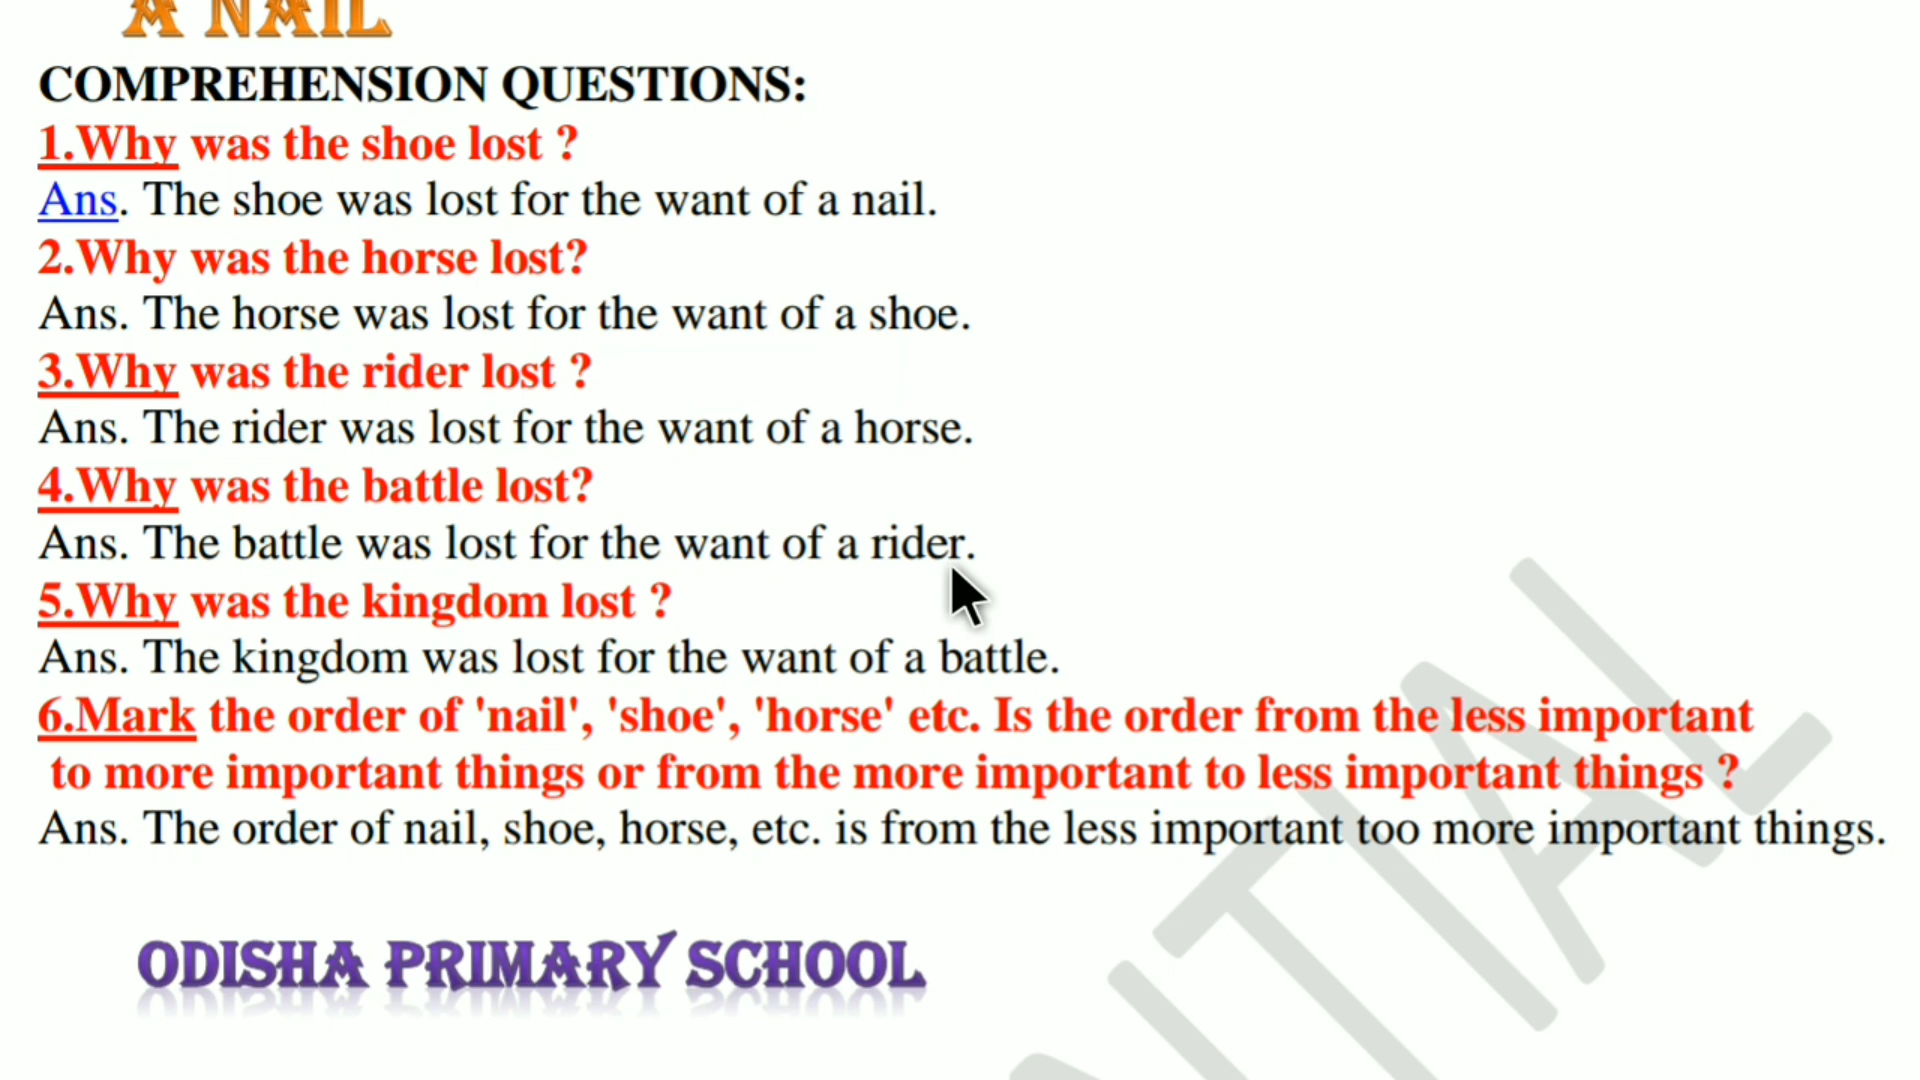 A NAIL
COMPREHENSION QUESTIONS:
1.Why was the shoe lost ?
Ans. The shoe was lost for the want of a nail.
2.Why was the horse lost?
Ans. The horse was lost for the want of a shoe.
3.Why was the rider lost ?
Ans. The rider was lost for the want of a horse.
4.Why was the battle lost?
Ans. The battle was lost for the want of a rider.
5.Why was the kingdom lost ?
Ans. The kingdom was lost for the want of a battle.
6.Mark the order of 'nail', 'shoe', 'horse' etc. Is the order from the less important
to more important things or from the more important to less important things ?
Ans. The order of nail, shoe, horse, etc. is from the less important too more important things.
ODISHA PRIMARY SCHOOL